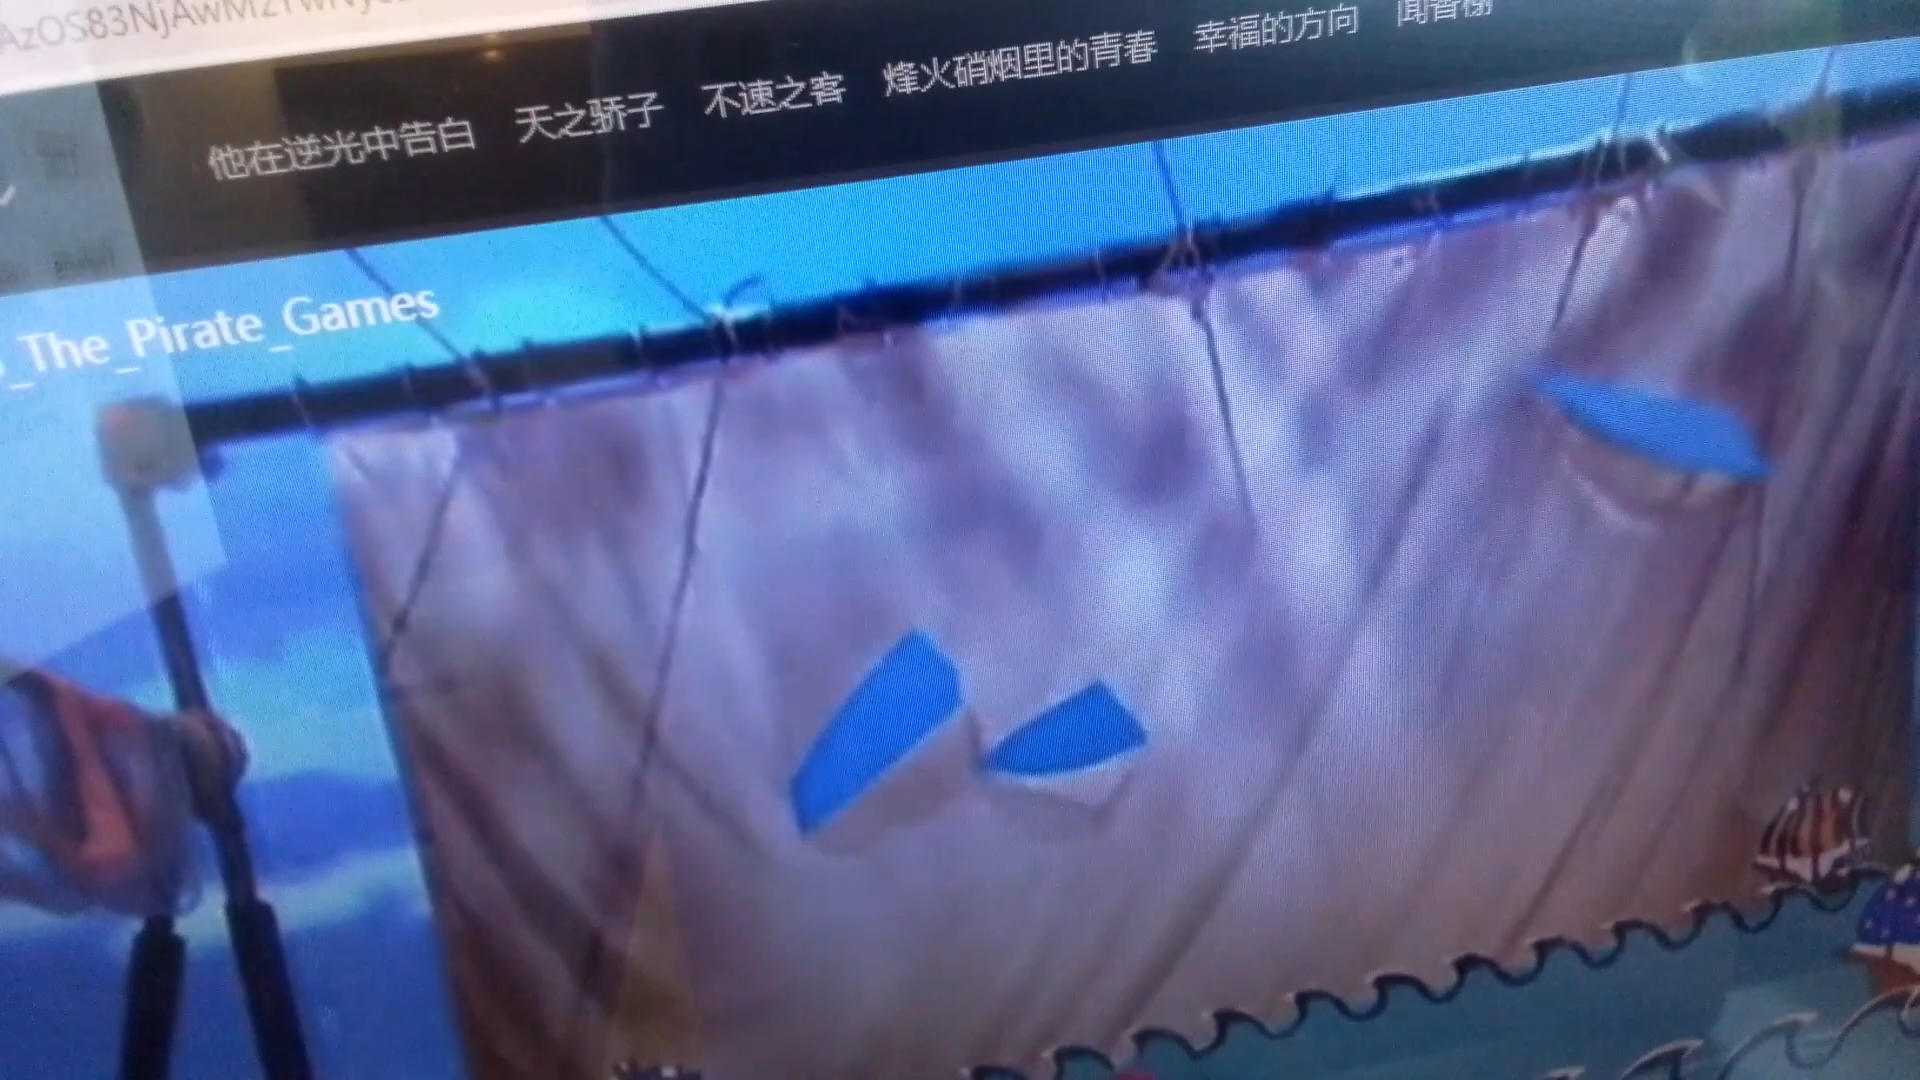 AzOS83NjAwM
他在逆光中告白 天之骄子 不速之客 烽火硝烟里的青春 幸福的方向
_The_Pirate_Games